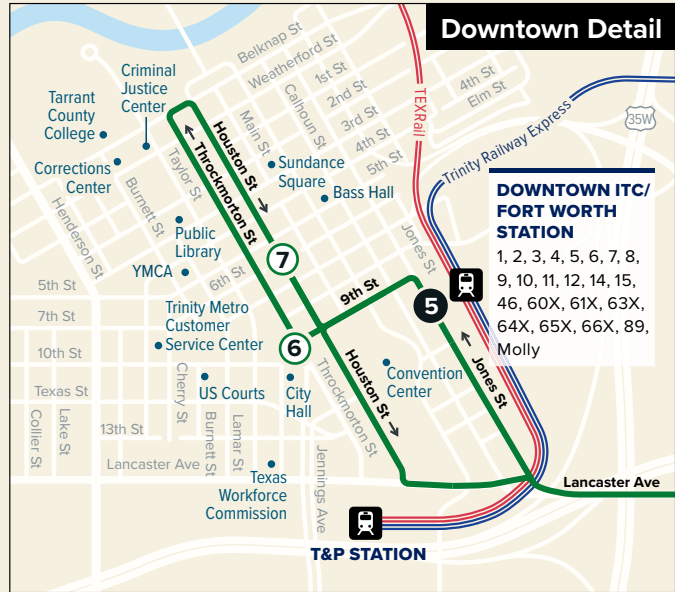 Downtown Detail
Belknap St
Weatherford St
1st St
2nd St
3rd St
4th St
5th St
4th St
Elm St
Calhoun St
Main St
TEXRail
Trinity Railway Express
35W
Criminal
Justice
Center
Tarrant
County
College
Corrections
Center
Taylor St
Burnett St
Henderson St
Houston St
Throckmorton St
Sundance
Square
Bass Hall
DOWNTOWN ITC/
FORT WORTH
STATION
1, 2, 3, 4, 5, 6, 7, 8,
9, 10, 11, 12, 14, 15,
46, 60X, 61X, 63X,
64X, 65X, 66X, 89,
Molly
Public
Library
YMCA
6th St
7
9th St
Jones St
5
5th St
7th St
10th St
Texas St
13th St
Lancaster Ave
Trinity Metro
Customer
Service Center
6
US Courts
City
Hall
Convention
Center
Houston St
Throckmorton St
Jones St
Collier St
Lake St
Cherry St
Burnett St
Lamar St
Jennings Ave
Texas
Workforce
Commission
Lancaster Ave
T&P STATION